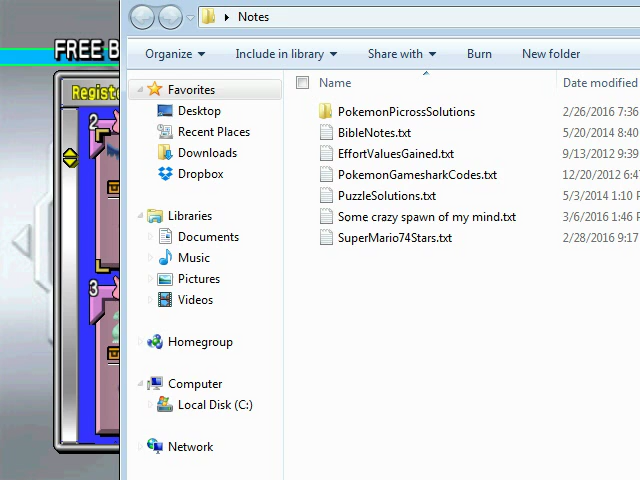 Notes
Organize
Include in library
Share with
Burn
New folder
FREE B
Favorites
Name
Date modified
Registe
Desktop
PokemonPicrossSolutions
2/26/2016 7:36
2
Recent Places
BibleNotes.txt
5/20/2014 8:40
Downloads
EffortValuesGained.txt
9/13/2012 9:39
Dropbox
PokemonGamesharkCodes.txt
12/20/2012 6:47
PuzzleSolutions.txt
5/3/2014 1:10 P
Libraries
Some crazy spawn of my mind.txt
3/6/2016 1:46 P
Documents
SuperMario74Stars.txt
2/28/2016 9:17
Music
Pictures
3
Videos
Homegroup
Computer
Local Disk (C:)
Network